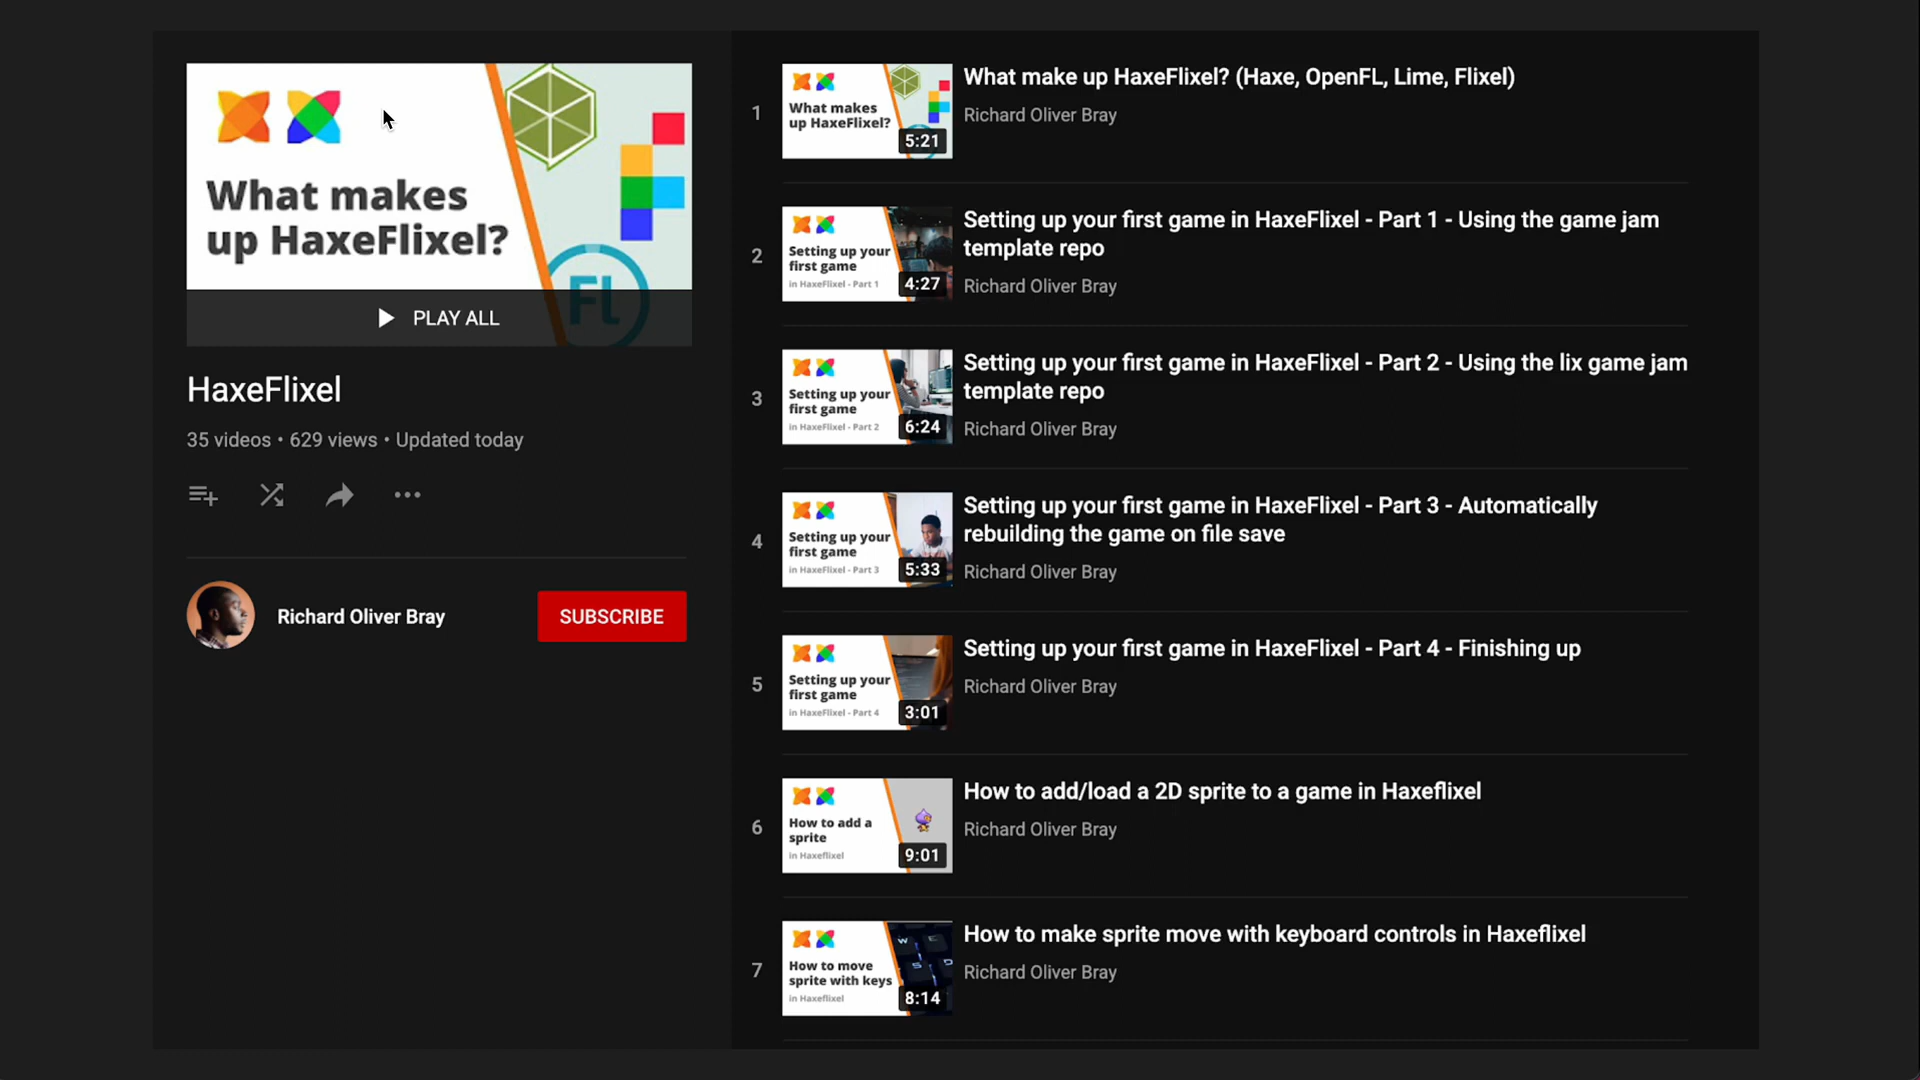 What makes
up HaxeFlixel?
FL
PLAY ALL
HaxeFlixel
35 videos • 629 views • Updated today
Richard Oliver Bray
SUBSCRIBE
1
What makes
up HaxeFlixel?
5:21
What make up HaxeFlixel? (Haxe, OpenFL, Lime, Flixel)
Richard Oliver Bray
2
Setting up your
first game
in HaxeFlixel - Part 1
4:27
Setting up your first game in HaxeFlixel - Part 1 - Using the game jam
template repo
Richard Oliver Bray
3
Setting up your
first game
in HaxeFlixel - Part 2
6:24
Setting up your first game in HaxeFlixel - Part 2 - Using the lix game jam
template repo
Richard Oliver Bray
4
Setting up your
first game
in HaxeFlixel - Part 3
5:33
Setting up your first game in HaxeFlixel - Part 3 - Automatically
rebuilding the game on file save
Richard Oliver Bray
5
Setting up your
first game
in HaxeFlixel - Part 4
3:01
Setting up your first game in HaxeFlixel - Part 4 - Finishing up
Richard Oliver Bray
6
How to add a
sprite
in Haxeflixel
9:01
How to add/load a 2D sprite to a game in Haxeflixel
Richard Oliver Bray
7
How to move
sprite with keys
in Haxeflixel
W E
S D
8:14
How to make sprite move with keyboard controls in Haxeflixel
Richard Oliver Bray